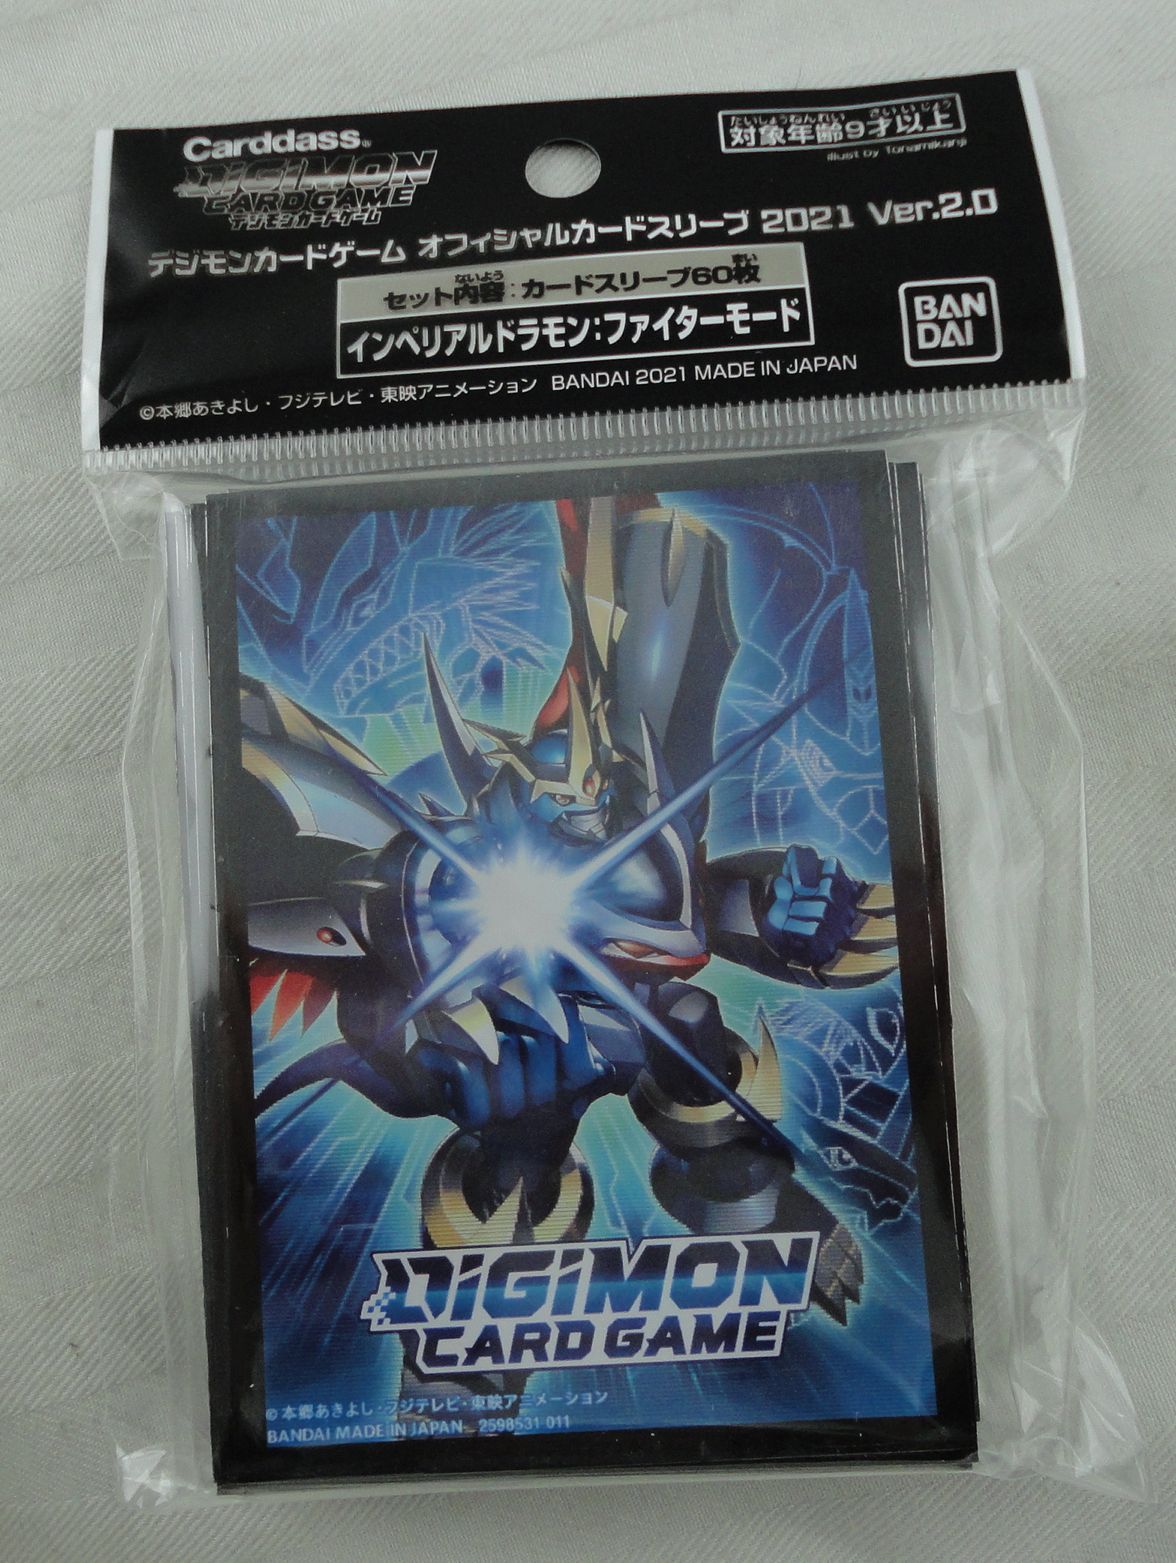 Carddass®
たいしょうねんれい さいいじょう
対象年齢9才以上
illust by Tonamikanji
DIGIMON
CARD GAME
デジモンカードゲーム
デジモンカードゲーム オフィシャルカードスリーブ 2021 Ver.2.0
ないよう まい
セット内容:カードスリーブ60枚
インペリアルドラモン:ファイターモード
BAN
DAI
©本郷あきよし・フジテレビ・東映アニメーション BANDAI 2021 MADE IN JAPAN
DIGIMON
CARD GAME
©本郷あきよし・フジテレビ・東映アニメーション
BANDAI MADE IN JAPAN 2598531 011